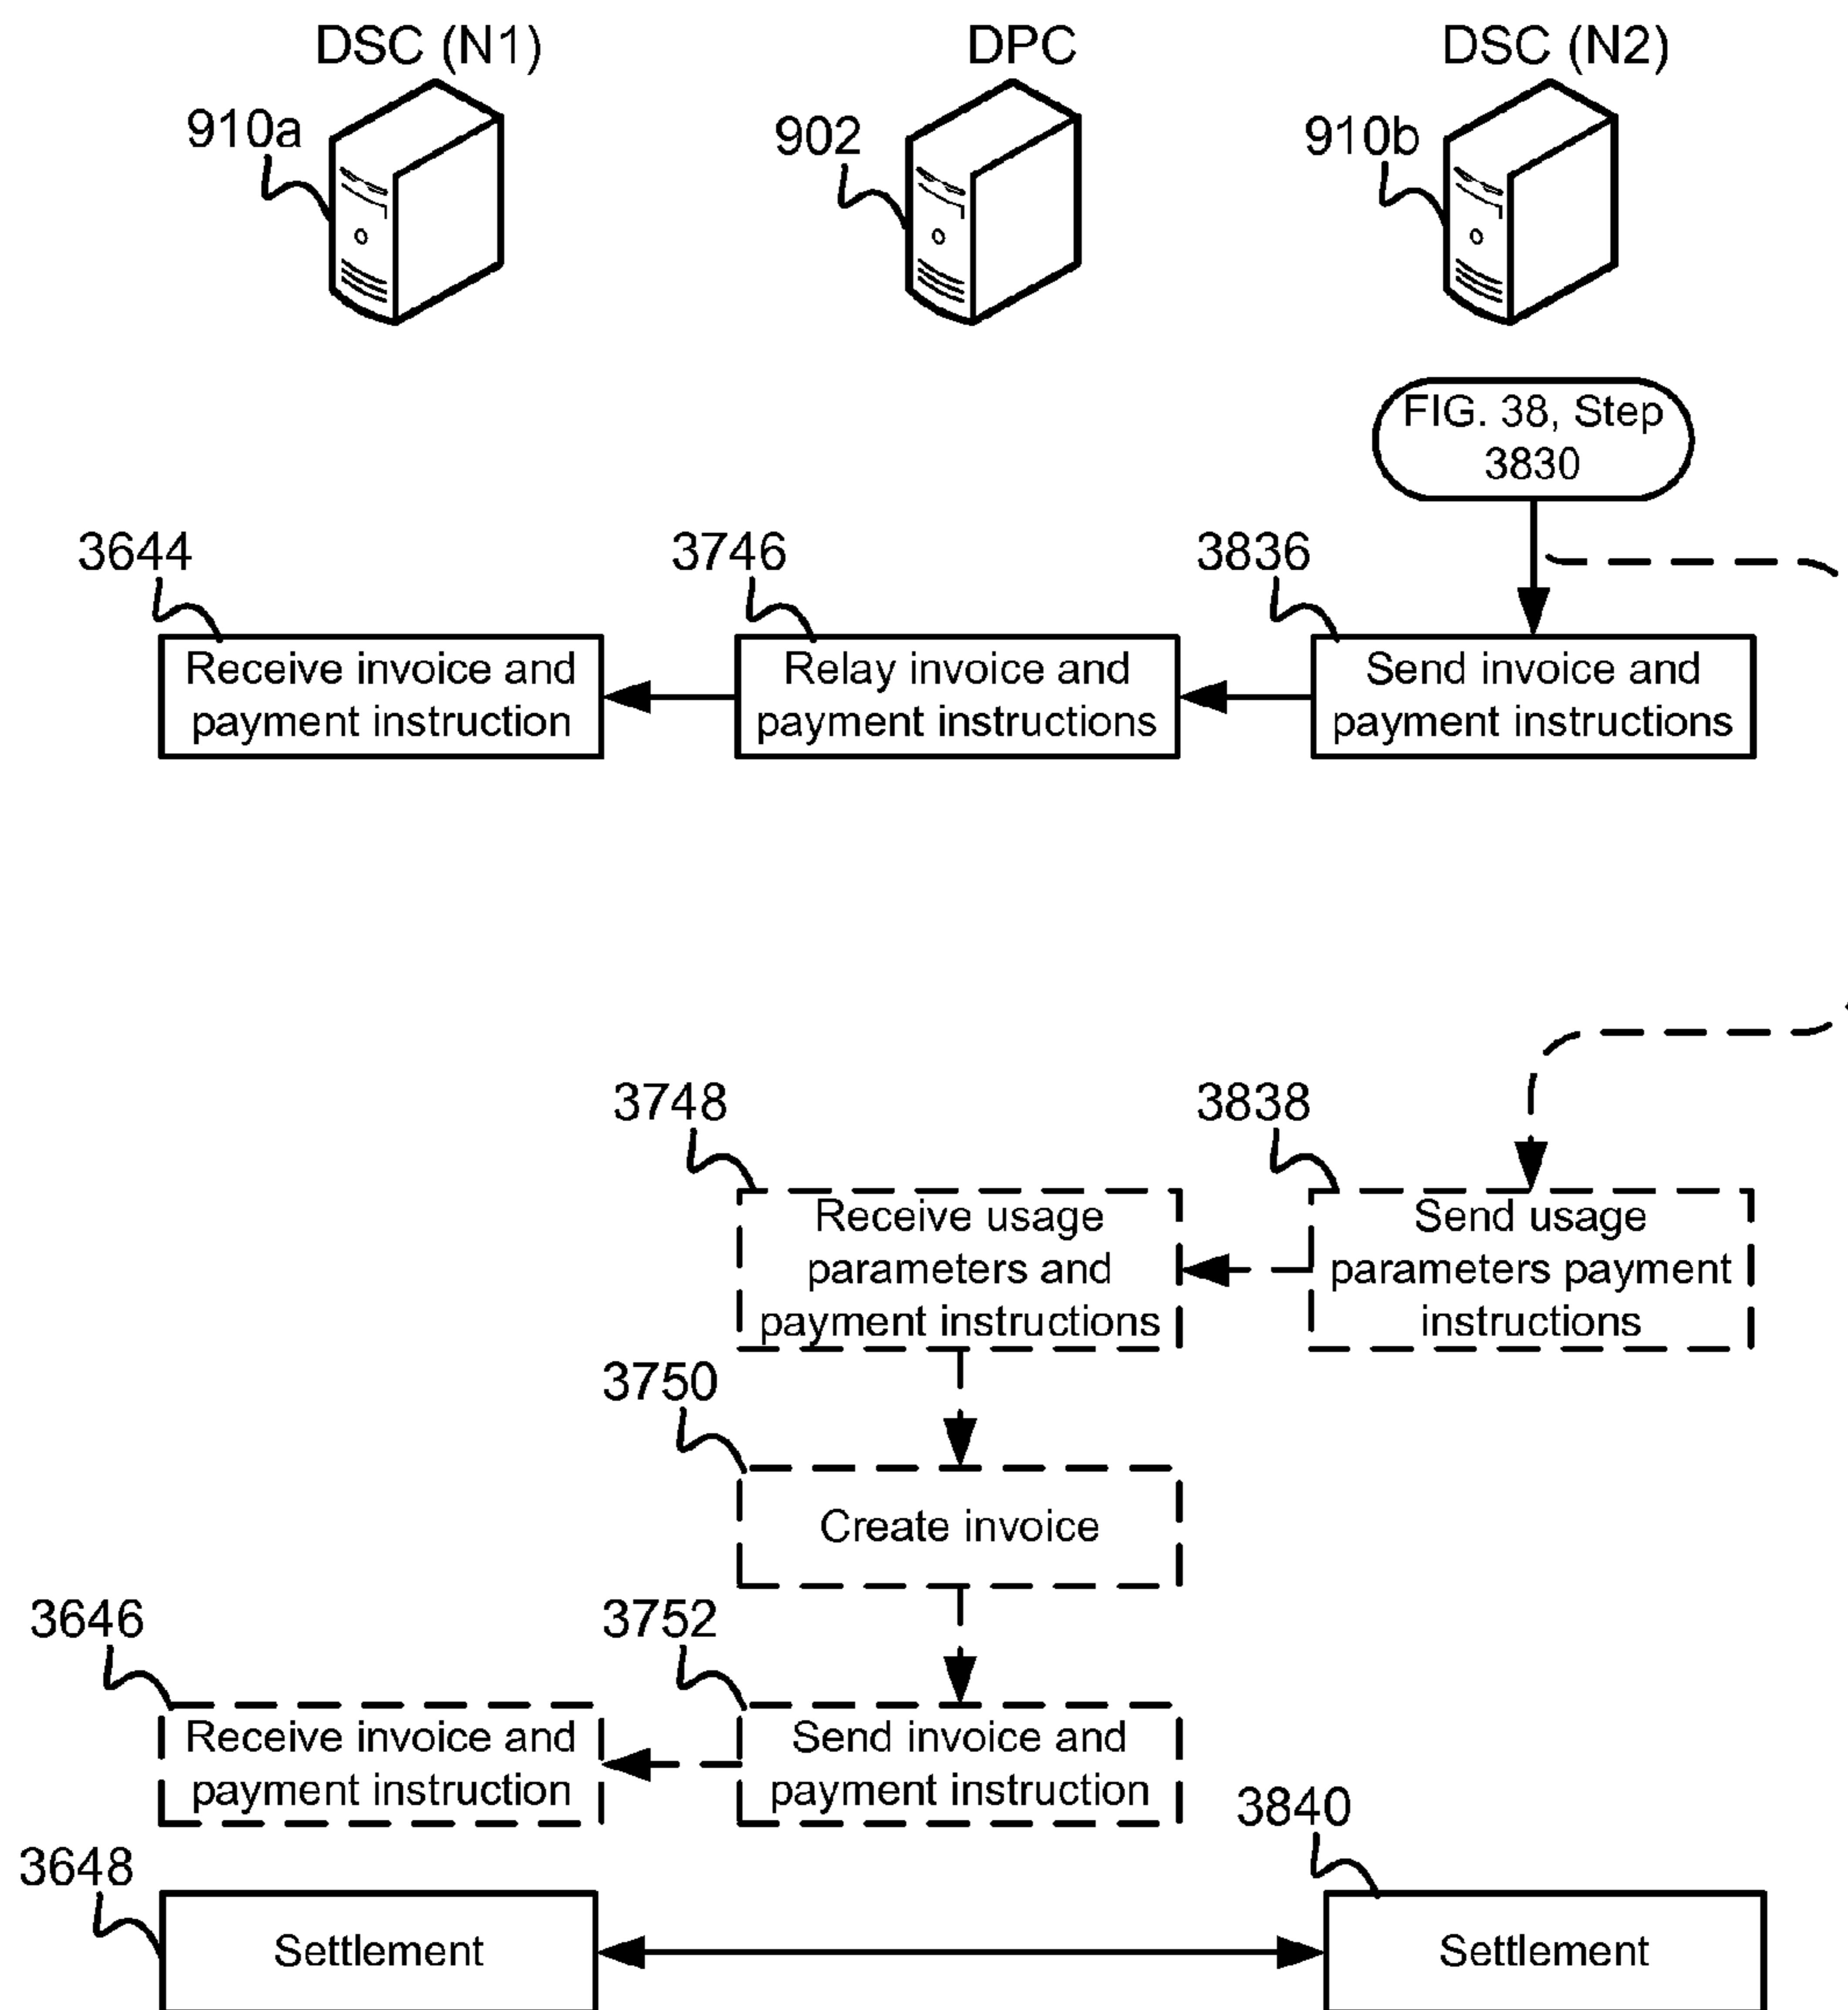 DSC (N1)
DPC
DSC (N2)
910a
902
910b
FIG. 38, Step
3830
3644
3746
3836
Receive invoice and
payment instruction
Relay invoice and
payment instructions
Send invoice and
payment instructions
3748
3838
Receive usage
parameters and
payment instructions
Send usage
parameters payment
instructions
3750
Create invoice
3646
3752
Receive invoice and
payment instruction
Send invoice and
payment instruction
3840
3648
Settlement
Settlement